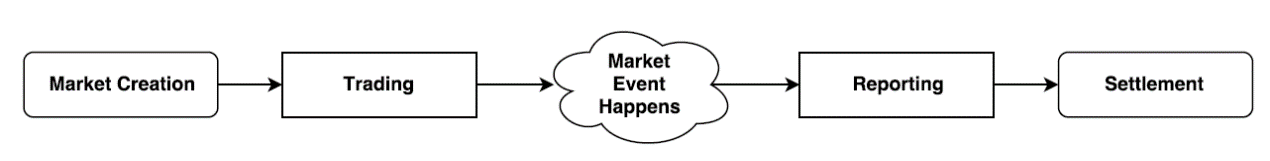 Market Creation
Trading
Market
Event
Happens
Reporting
Settlement